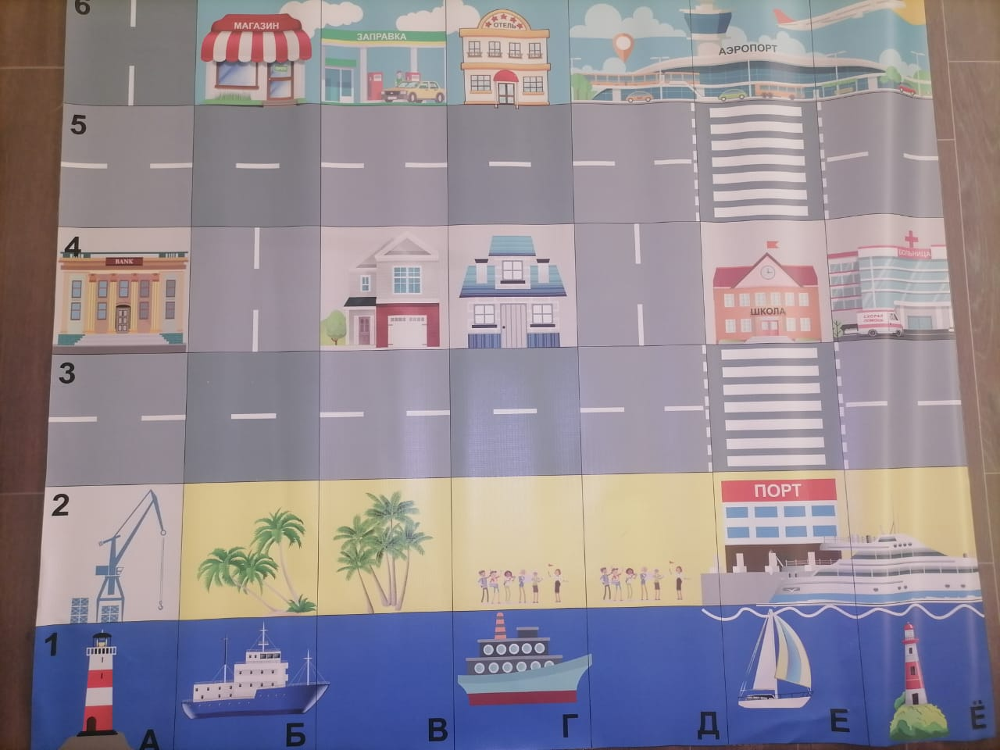 6
МАГАЗИН
ЗАПРАВКА
ОТЕЛЬ
АЭРОПОРТ
5
4
BANK
ШКОЛА
БОЛЬНИЦА
СКОРАЯ
ПОМОЩЬ
3
2
ПОРТ
1
А
Б
В
Г
Д
Е
Ё